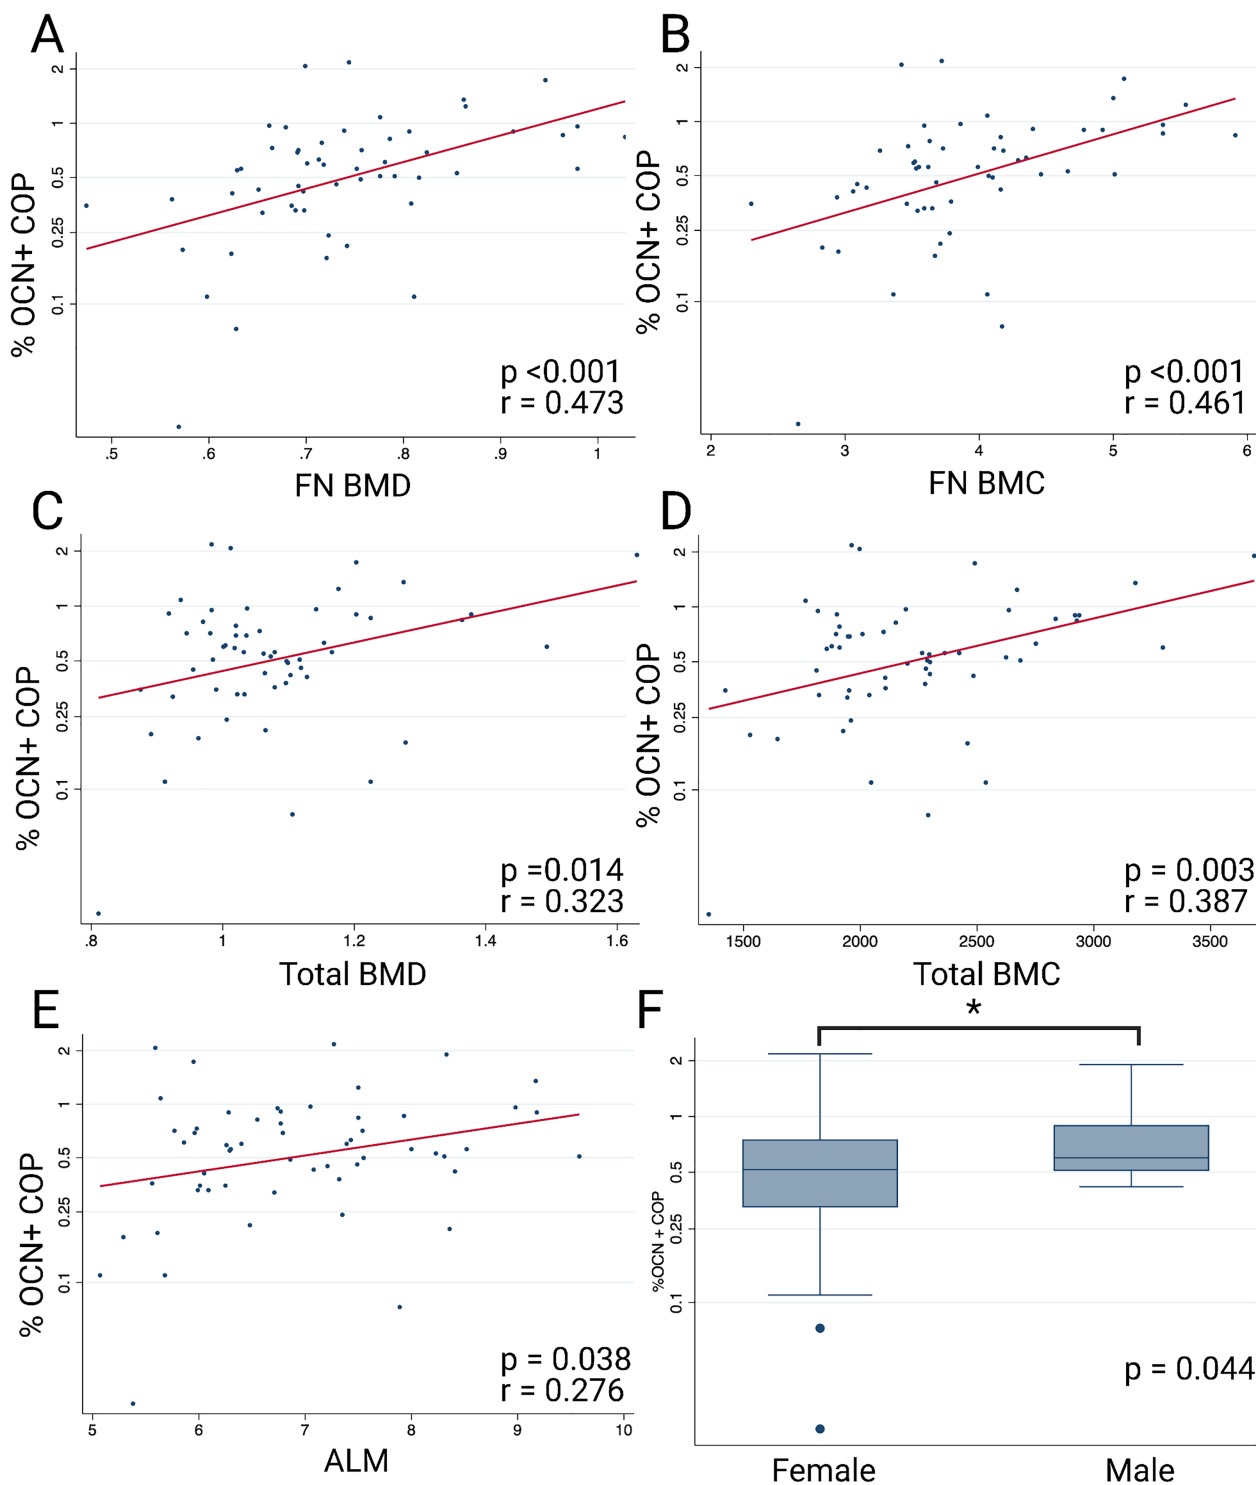 A
% OCN+ COP
2
1
0.5
0.25
0.1
p <0.001
r = 0.473
.5 .6 .7 .8 .9 1
FN BMD
B
% OCN+ COP
2
1
0.5
0.25
0.1
p <0.001
r = 0.461
2 3 4 5 6
FN BMC
C
% OCN+ COP
2
1
0.5
0.25
0.1
p =0.014
r = 0.323
.8 1 1.2 1.4 1.6
Total BMD
D
% OCN+ COP
2
1
0.5
0.25
0.1
p = 0.003
r = 0.387
1500 2000 2500 3000 3500
Total BMC
E
% OCN+ COP
2
1
0.5
0.25
0.1
p = 0.038
r = 0.276
5 6 7 8 9 10
ALM
F
*
%OCN + COP
2
1
0.5
0.25
0.1
p = 0.044
Female Male